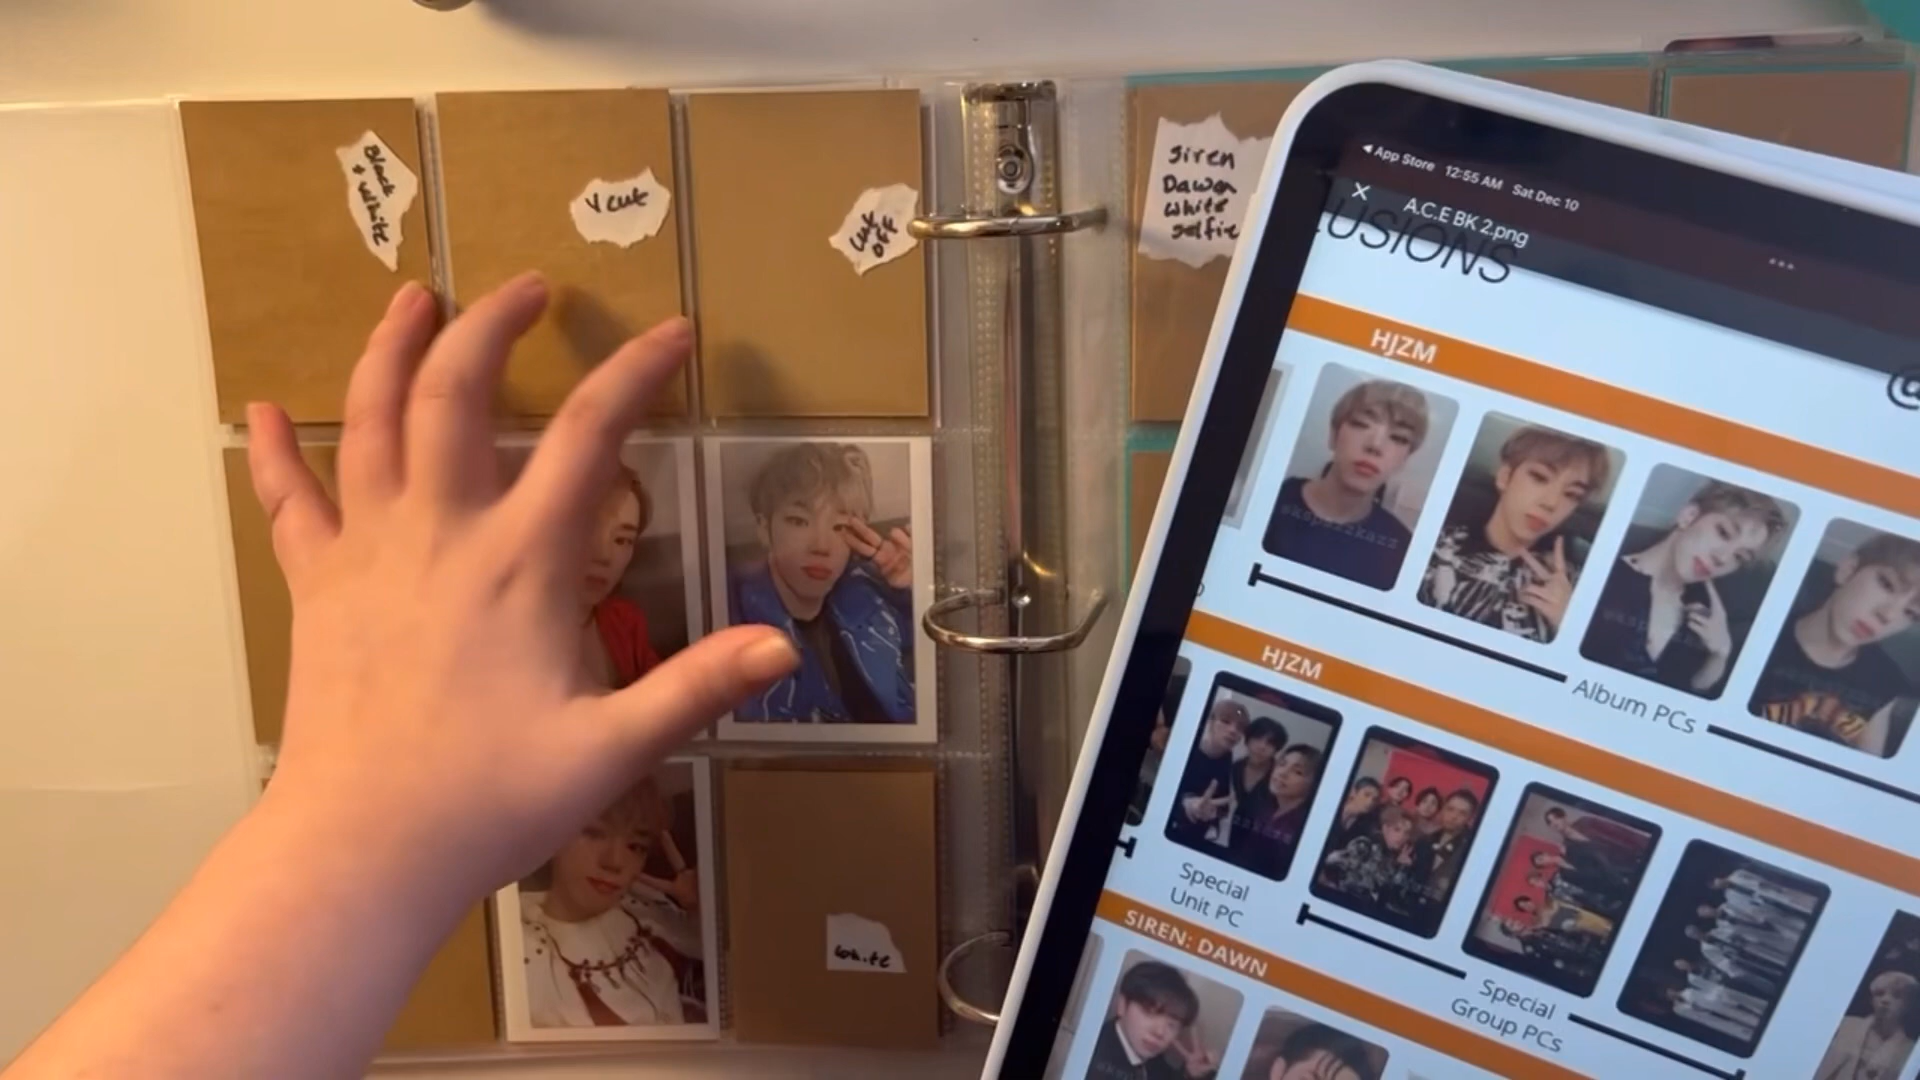 Black
+ white
V cut
cut
off
siren
Dawn
white
selfie
white
App Store 12:55 AM Sat Dec 10
A.C.E BK 2.png
LUSIONS
@
HJZM
Album PCs
HJZM
Special
Unit PC
Special
Group PCs
SIREN: DAWN